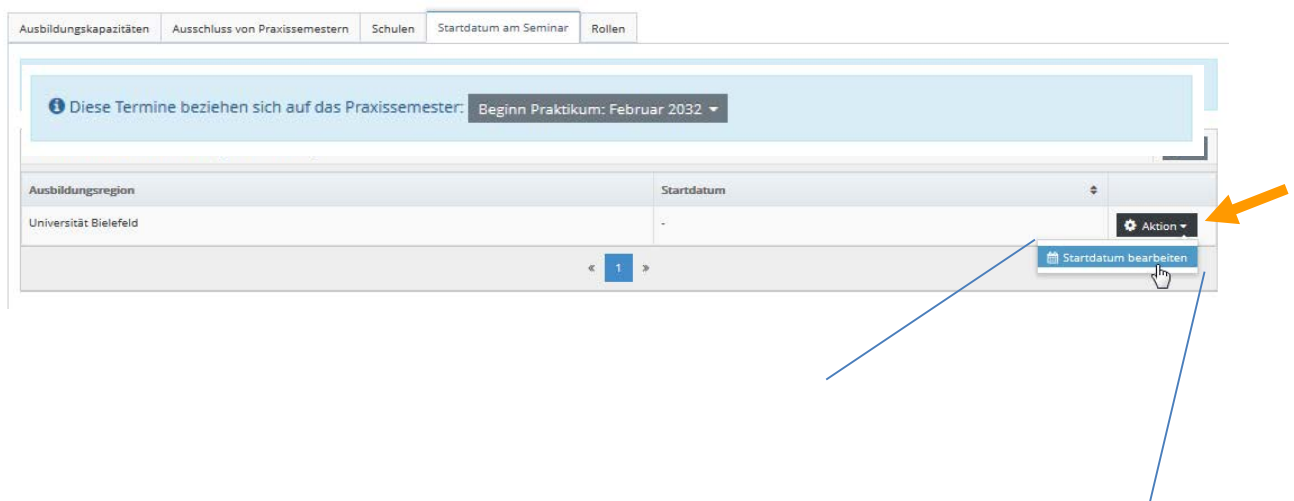 Ausbildungskapazitäten Ausschluss von Praxissemestern Schulen Startdatum am Seminar Rollen
Diese Termine beziehen sich auf das Praxissemester: Beginn Praktikum: Februar 2032
Ausbildungsregion Startdatum
Universität Bielefeld - Aktion
Startdatum bearbeiten
« 1 »